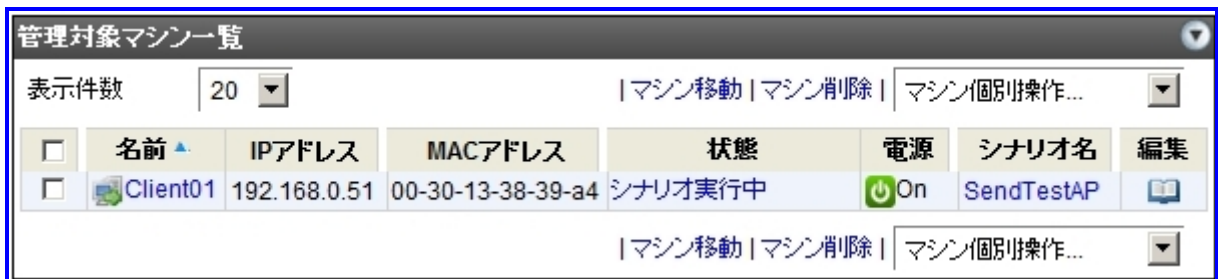 管理対象マシン一覧
表示件数 20 | マシン移動 | マシン削除 | マシン個別操作...
名前 IPアドレス MACアドレス 状態 電源 シナリオ名 編集
Client01 192.168.0.51 00-30-13-38-39-a4 シナリオ実行中 On SendTestAP
| マシン移動 | マシン削除 | マシン個別操作...